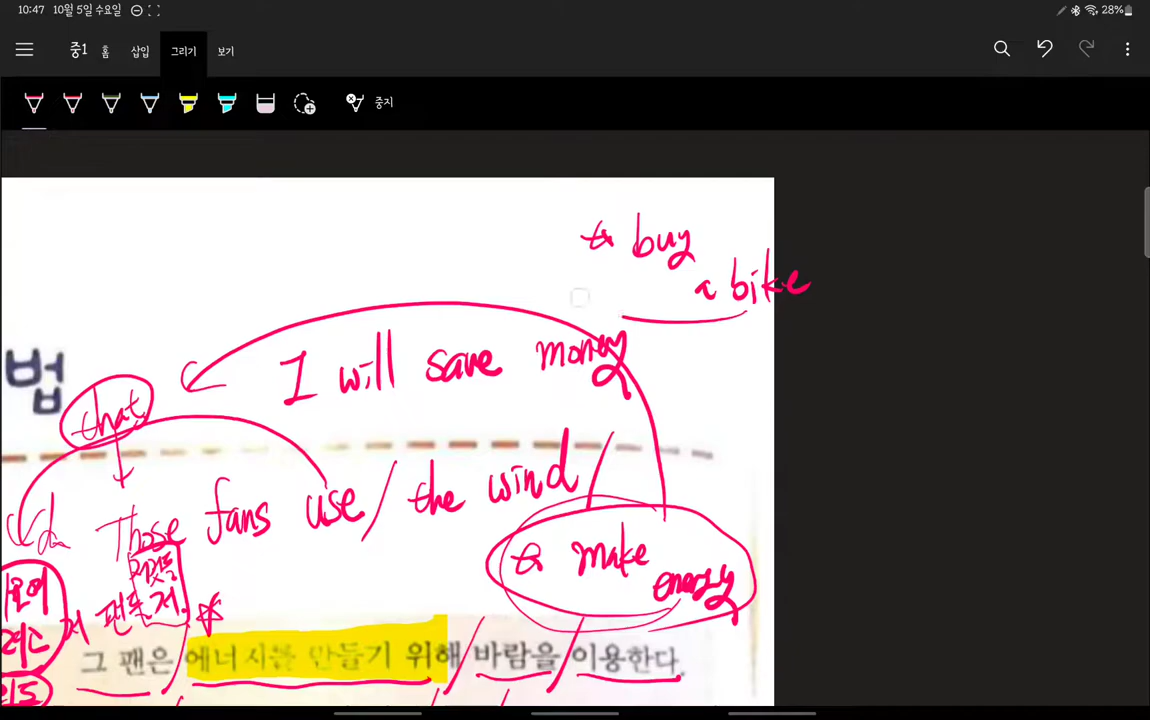 10:47 10월 5일 수요일 28%
중1 홈 삽입 그리기 보기
중지
to buy
a bike
I will save money
법
that
Those fans use / the wind /
to make
energy
저 편
그 팬은 / 에너지를 만들기 위해 / 바람을 / 이용한다.